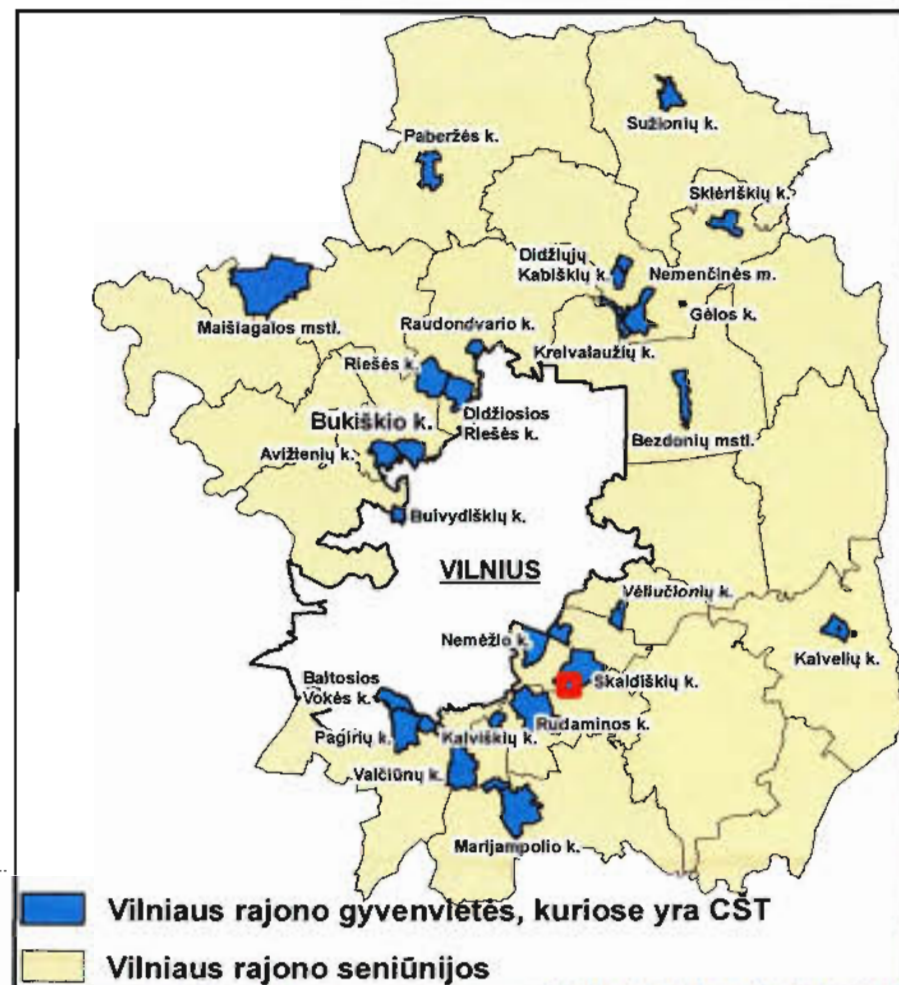 Sužionių k.
Paberžės k.
Skleriškių k.
Didžiųjų
Kabiškių k.
Nemenčinės m.
Gėlos k.
Maišiagalos mstl.
Raudondvario k.
Kreivalaužių k.
Riešės k.
Didžiosios
Riešės k.
Bukiškio k.
Bezdonių mstl.
Avižienių k.
Buivydiškių k.
VILNIUS
Vėliučionių k.
Nemėžio k.
Kalvelių k.
Skaidiškių k.
Baltosios
Vokės k.
Rudaminos k.
Pagirių k.
Kalviškių k.
Valčiūnų k.
Marijampolio k.
Vilniaus rajono gyvenvietės, kuriose yra CŠT
Vilniaus rajono seniūnijos